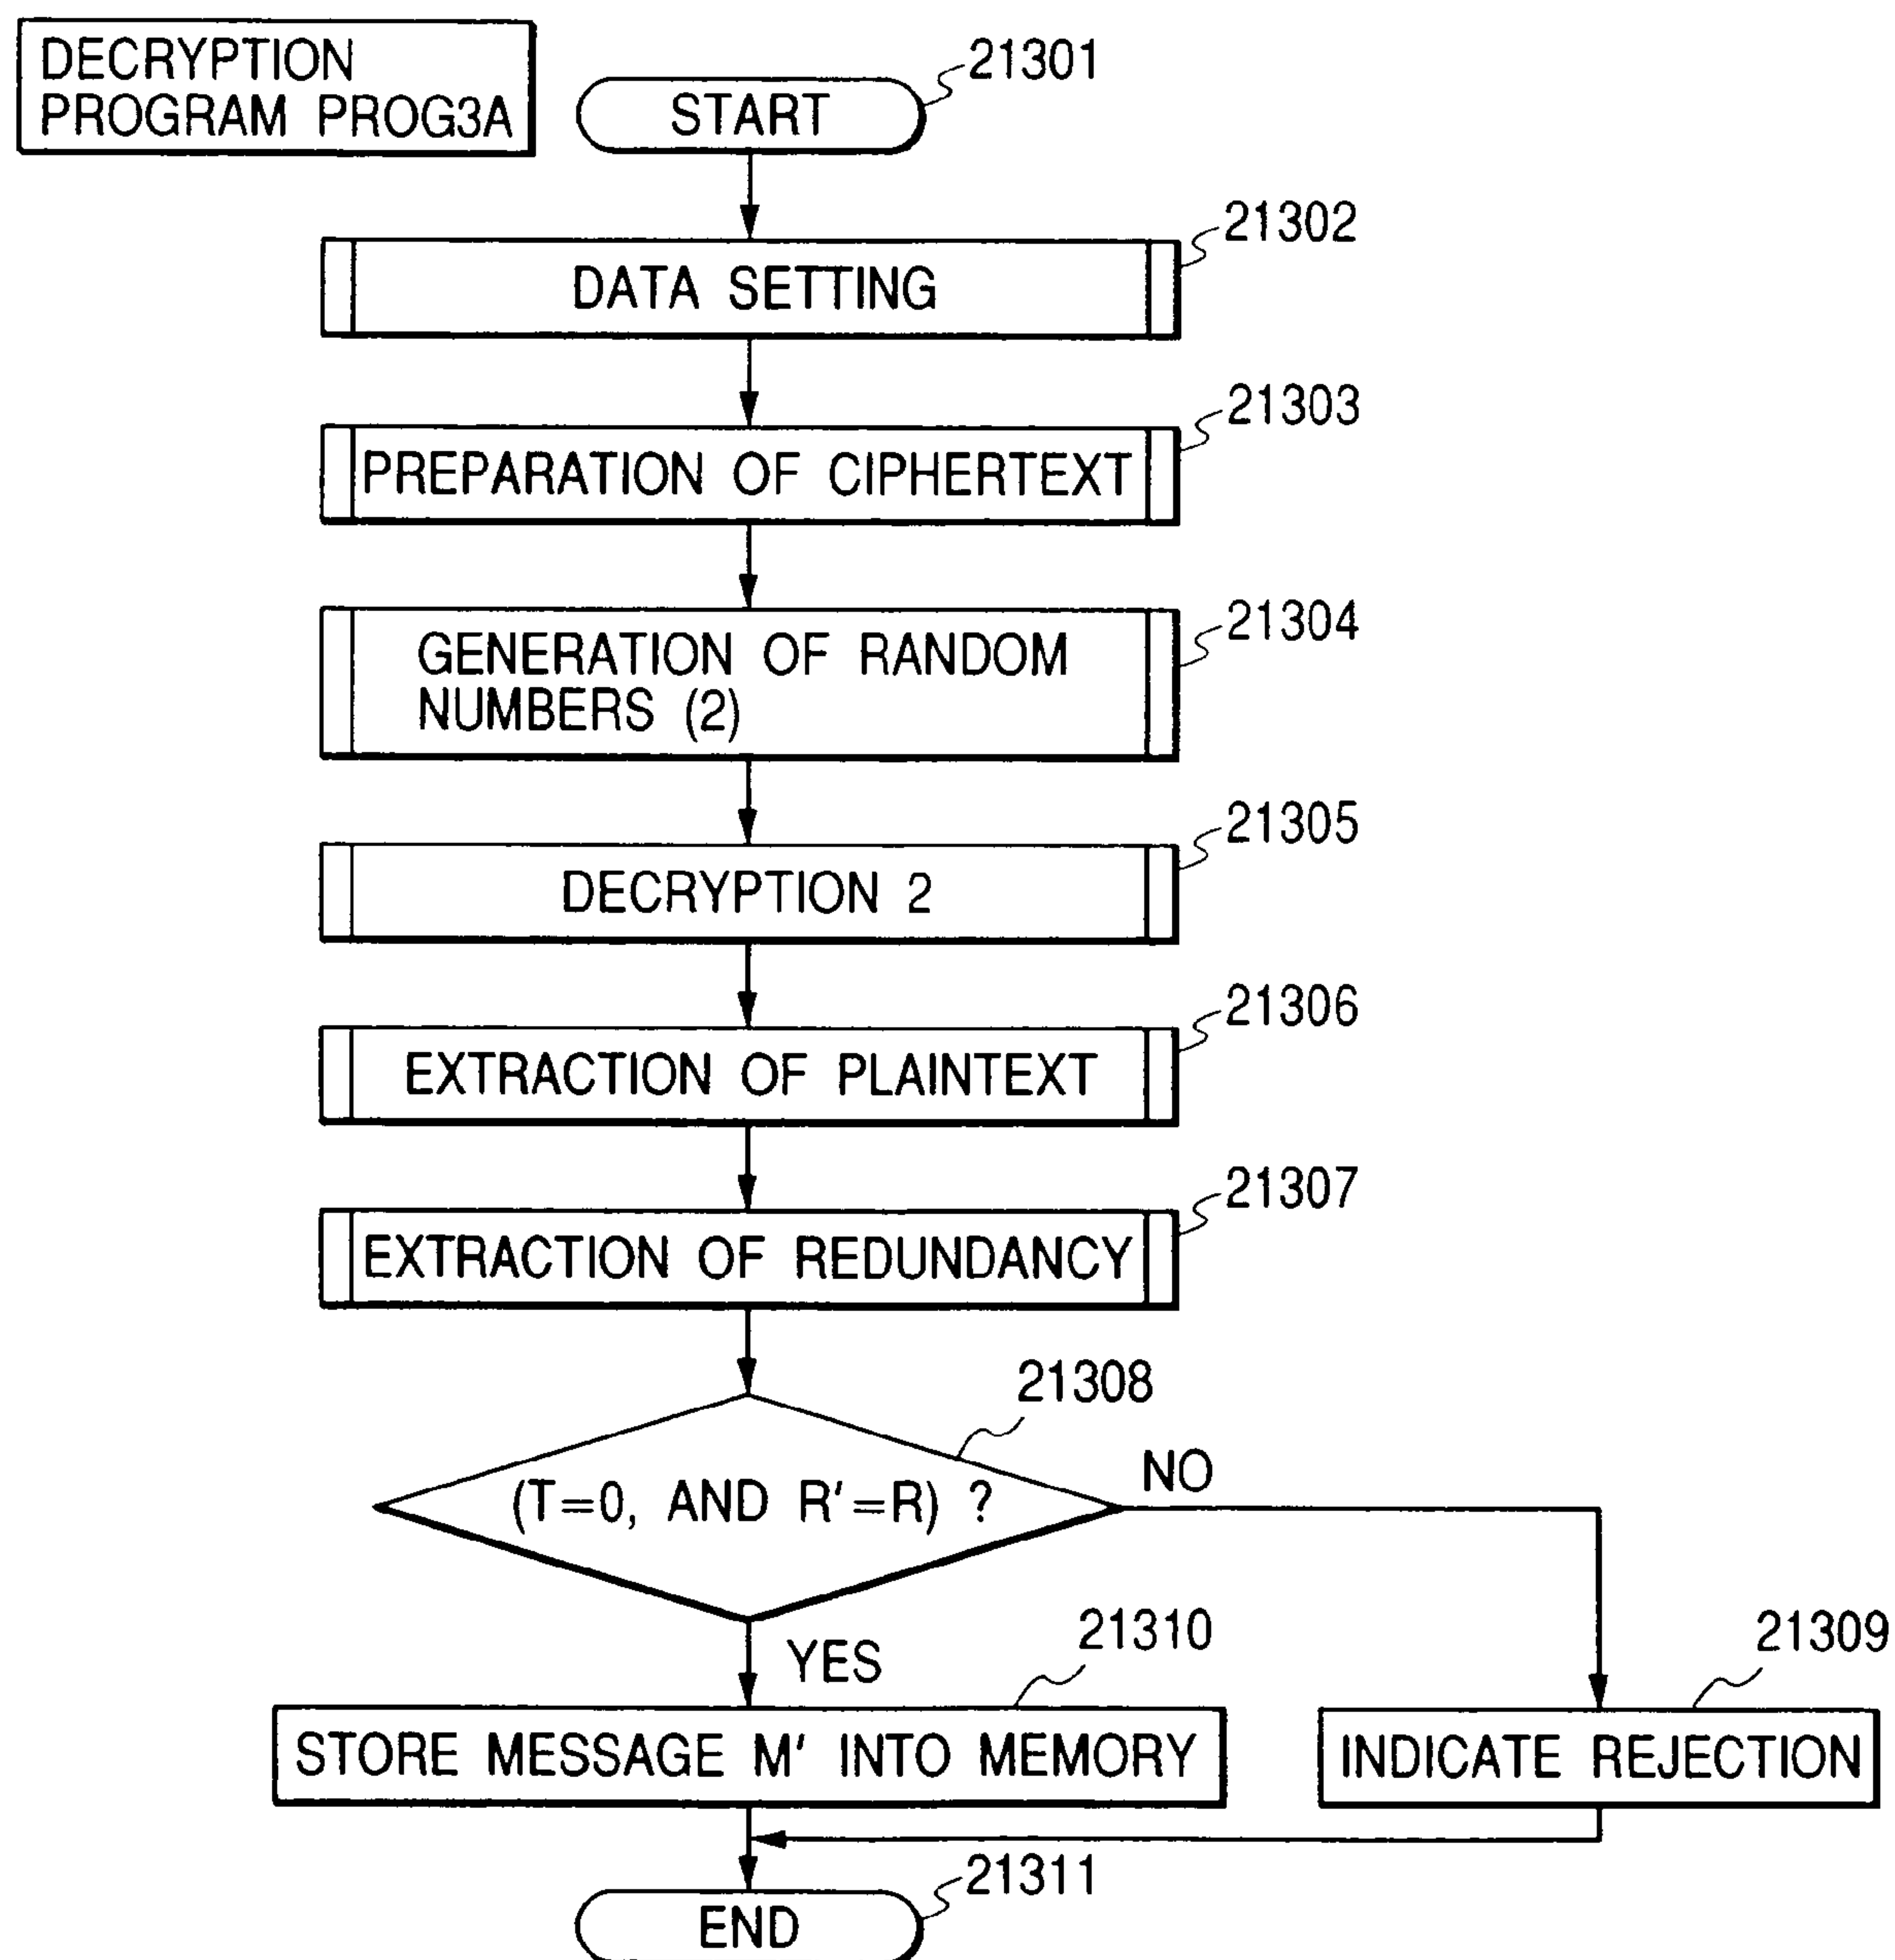 DECRYPTION
PROGRAM PROG3A
START
21301
DATA SETTING
21302
PREPARATION OF CIPHERTEXT
21303
GENERATION OF RANDOM
NUMBERS (2)
21304
DECRYPTION 2
21305
EXTRACTION OF PLAINTEXT
21306
EXTRACTION OF REDUNDANCY
21307
21308
(T=0, AND R'=R) ?
NO
YES
21310
21309
STORE MESSAGE M' INTO MEMORY
INDICATE REJECTION
21311
END